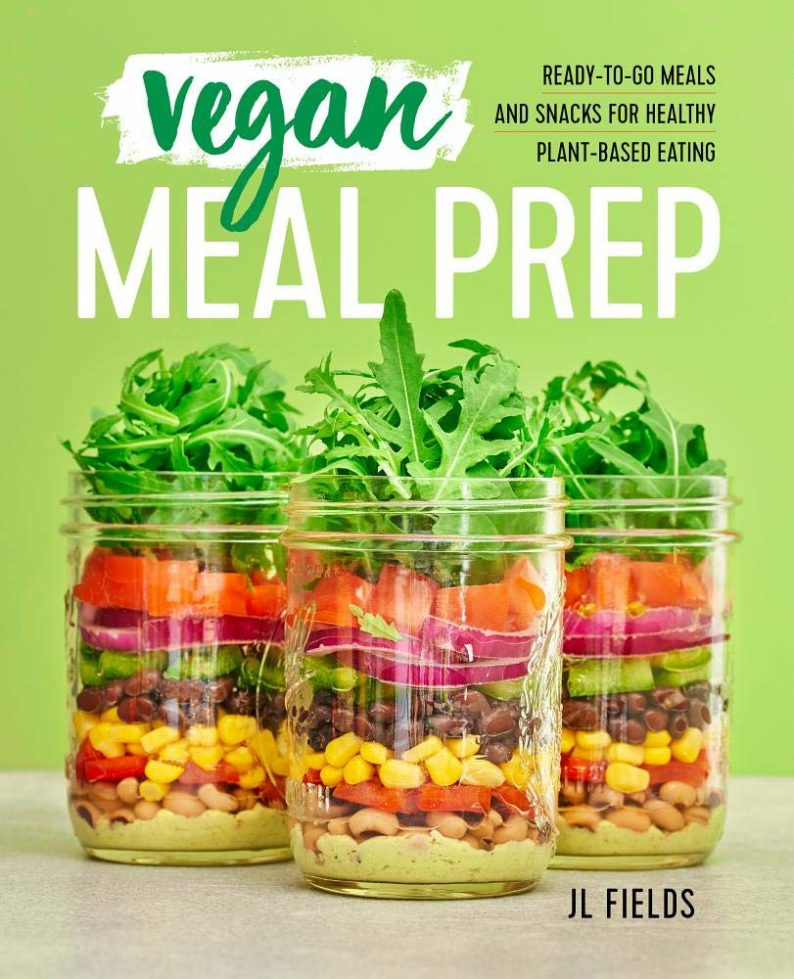 vegan
MEAL PREP
READY-TO-GO MEALS
AND SNACKS FOR HEALTHY
PLANT-BASED EATING
JL FIELDS